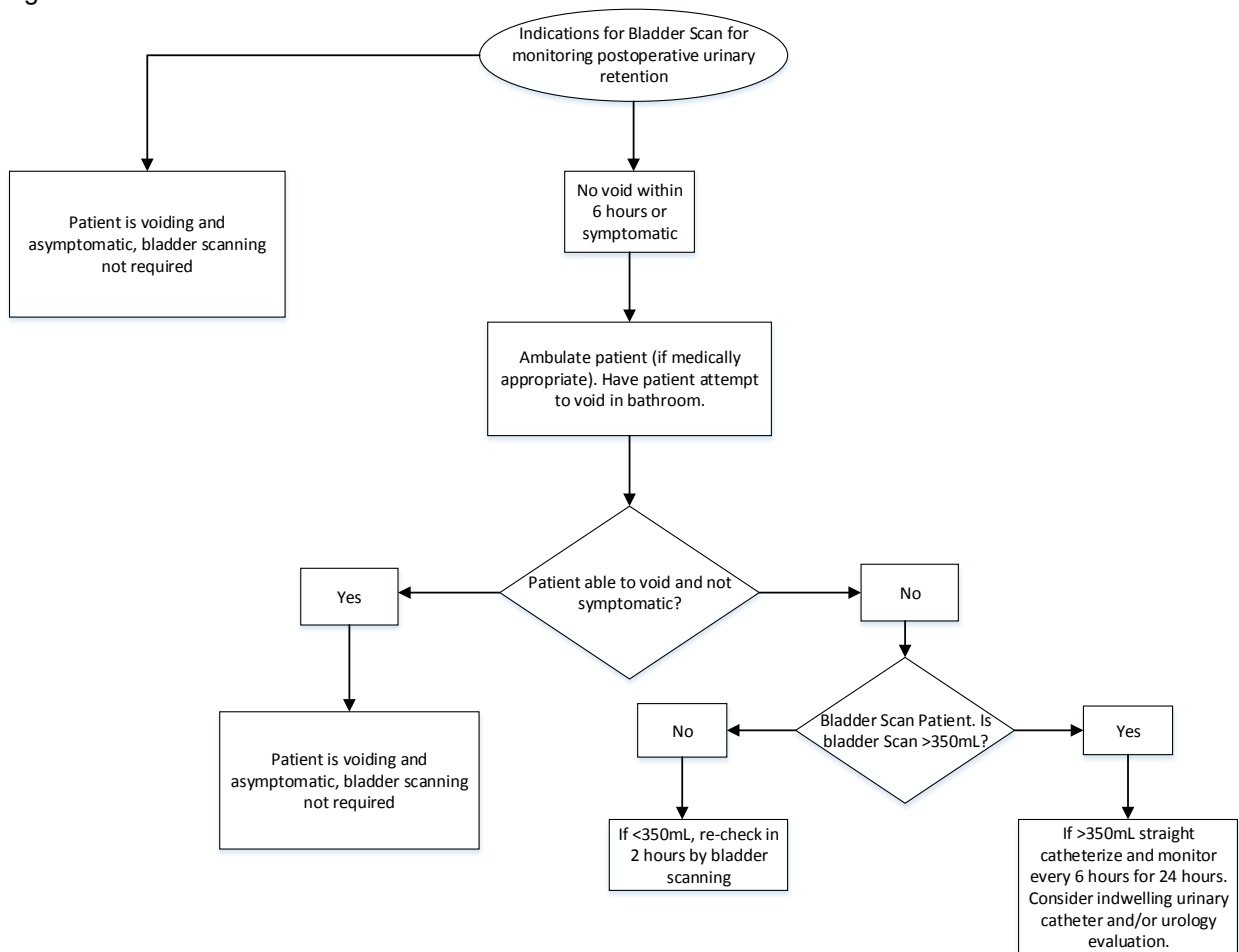 Indications for Bladder Scan for
monitoring postoperative urinary
retention
Patient is voiding and
asymptomatic, bladder scanning
not required
No void within
6 hours or
symptomatic
Ambulate patient (if medically
appropriate). Have patient attempt
to void in bathroom.
Patient able to void and not
symptomatic?
Yes
No
Patient is voiding and
asymptomatic, bladder scanning
not required
Bladder Scan Patient. Is
bladder Scan >350mL?
No
Yes
If <350mL, re-check in
2 hours by bladder
scanning
If >350mL straight
catheterize and monitor
every 6 hours for 24 hours.
Consider indwelling urinary
catheter and/or urology
evaluation.